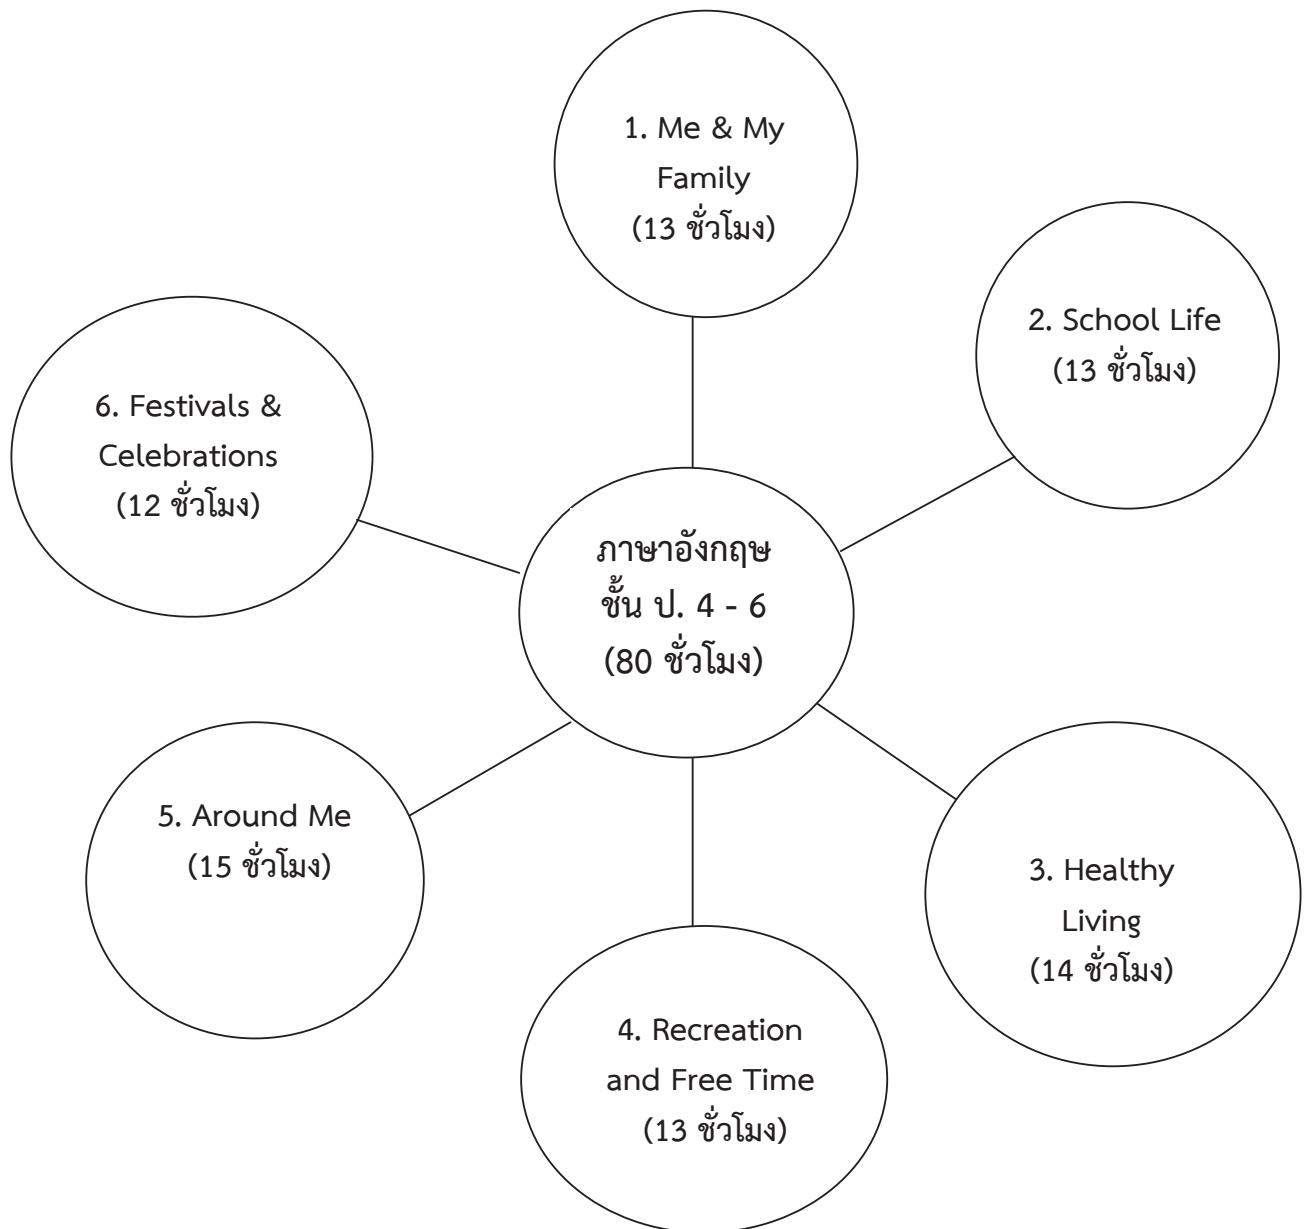 1. Me & My
Family
(13 ชั่วโมง)
2. School Life
(13 ชั่วโมง)
6. Festivals &
Celebrations
(12 ชั่วโมง)
ภาษาอังกฤษ
ชั้น ป. 4 - 6
(80 ชั่วโมง)
5. Around Me
(15 ชั่วโมง)
3. Healthy
Living
(14 ชั่วโมง)
4. Recreation
and Free Time
(13 ชั่วโมง)